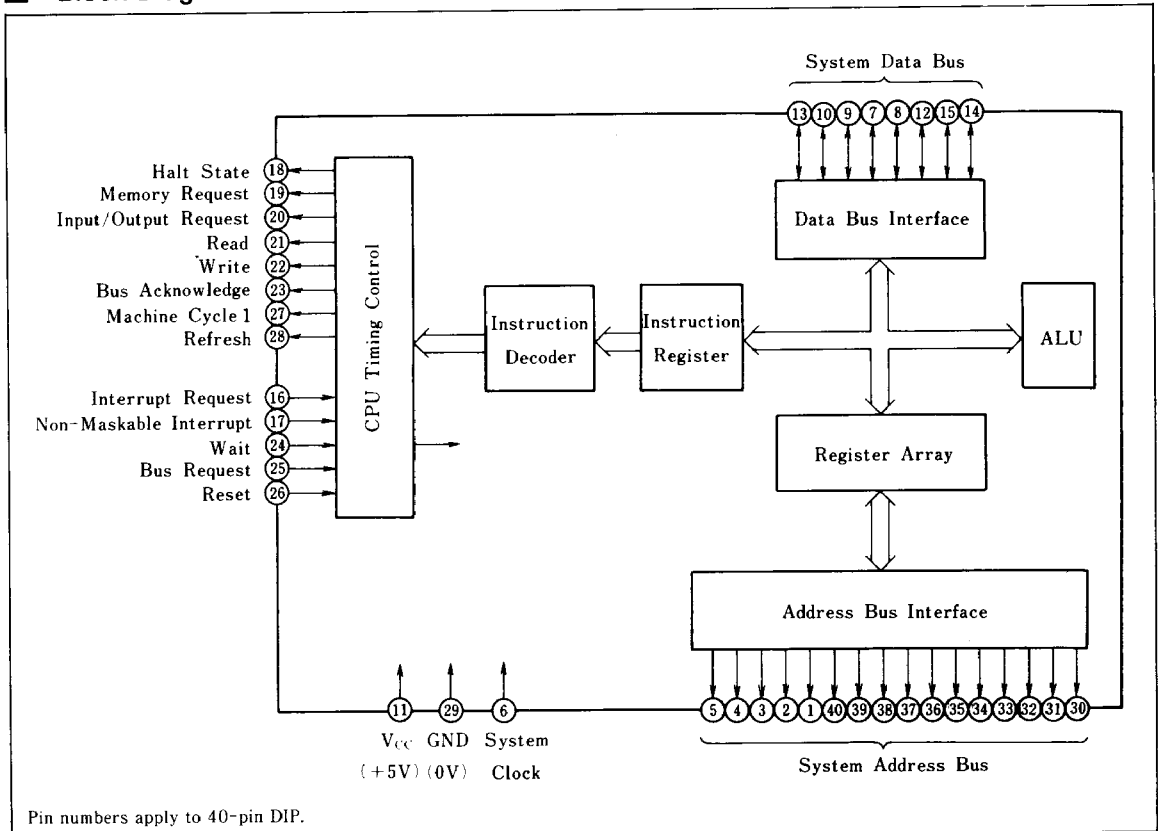 System Data Bus
13 10 9 7 8 12 15 14
Halt State 18
Memory Request 19
Input/Output Request 20
Read 21
Write 22
Bus Acknowledge 23
Machine Cycle 1 27
Refresh 28
Interrupt Request 16
Non-Maskable Interrupt 17
Wait 24
Bus Request 25
Reset 26
CPU Timing Control
Instruction
Decoder
Instruction
Register
Data Bus Interface
ALU
Register Array
Address Bus Interface
11 29 6
VCC GND System
(+5V) (0V) Clock
5 4 3 2 1 40 39 38 37 36 35 34 33 32 31 30
System Address Bus
Pin numbers apply to 40-pin DIP.